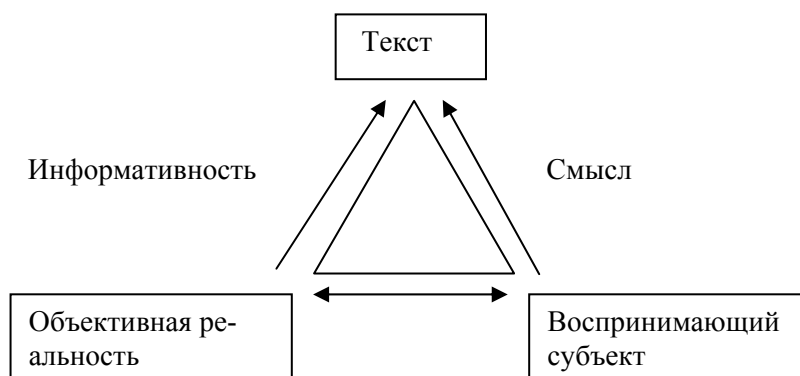 Текст
Информативность
Смысл
Объективная ре-
альность
Воспринимающий
субъект